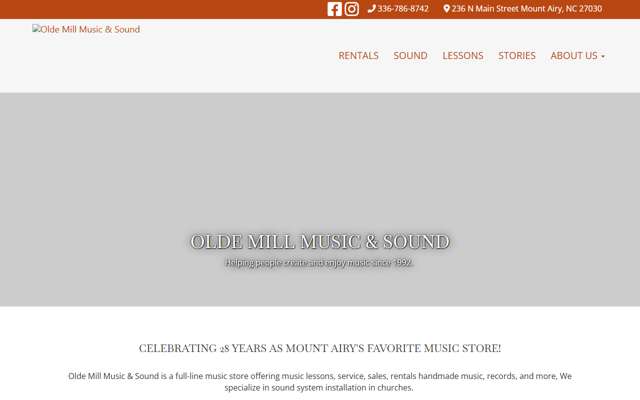 336-786-8742 236 N Main Street Mount Airy, NC 27030
Olde Mill Music & Sound
RENTALS SOUND LESSONS STORIES ABOUT US
OLDE MILL MUSIC & SOUND
Helping people create and enjoy music since 1992.
CELEBRATING 28 YEARS AS MOUNT AIRY'S FAVORITE MUSIC STORE!
Olde Mill Music & Sound is a full-line music store offering music lessons, service, sales, rentals handmade music, records, and more, We
specialize in sound system installation in churches.